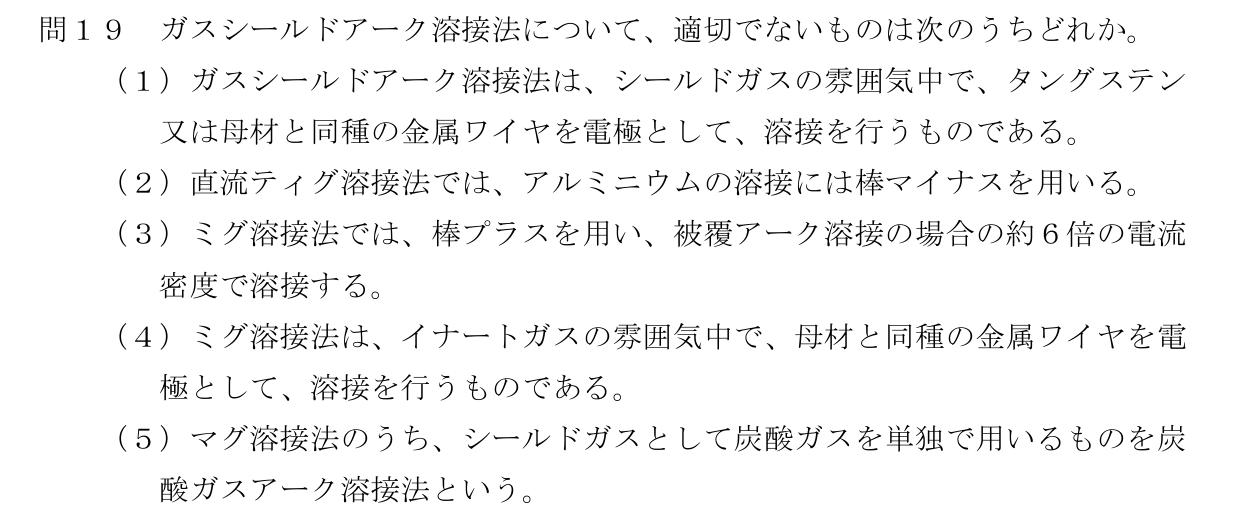 問19　ガスシールドアーク溶接法について、適切でないものは次のうちどれか。
（1）ガスシールドアーク溶接法は、シールドガスの雰囲気中で、タングステン
又は母材と同種の金属ワイヤを電極として、溶接を行うものである。
（2）直流ティグ溶接法では、アルミニウムの溶接には棒マイナスを用いる。
（3）ミグ溶接法では、棒プラスを用い、被覆アーク溶接の場合の約6倍の電流
密度で溶接する。
（4）ミグ溶接法は、イナートガスの雰囲気中で、母材と同種の金属ワイヤを電
極として、溶接を行うものである。
（5）マグ溶接法のうち、シールドガスとして炭酸ガスを単独で用いるものを炭
酸ガスアーク溶接法という。